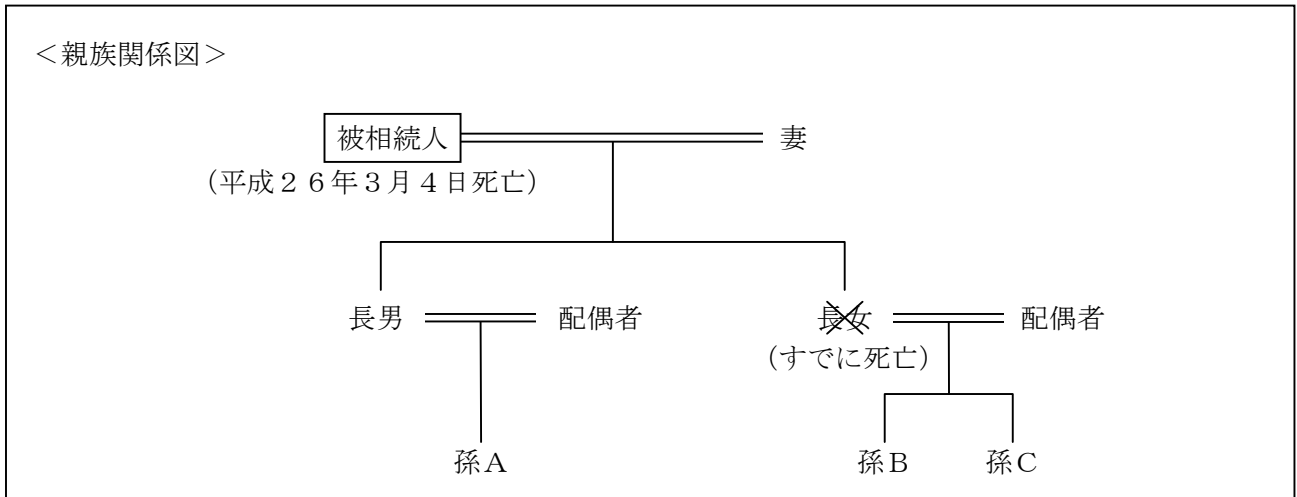 ＜親族関係図＞
被相続人 妻
（平成２６年３月４日死亡）
長男 配偶者 長女 配偶者
（すでに死亡）
孫Ａ 孫Ｂ 孫Ｃ